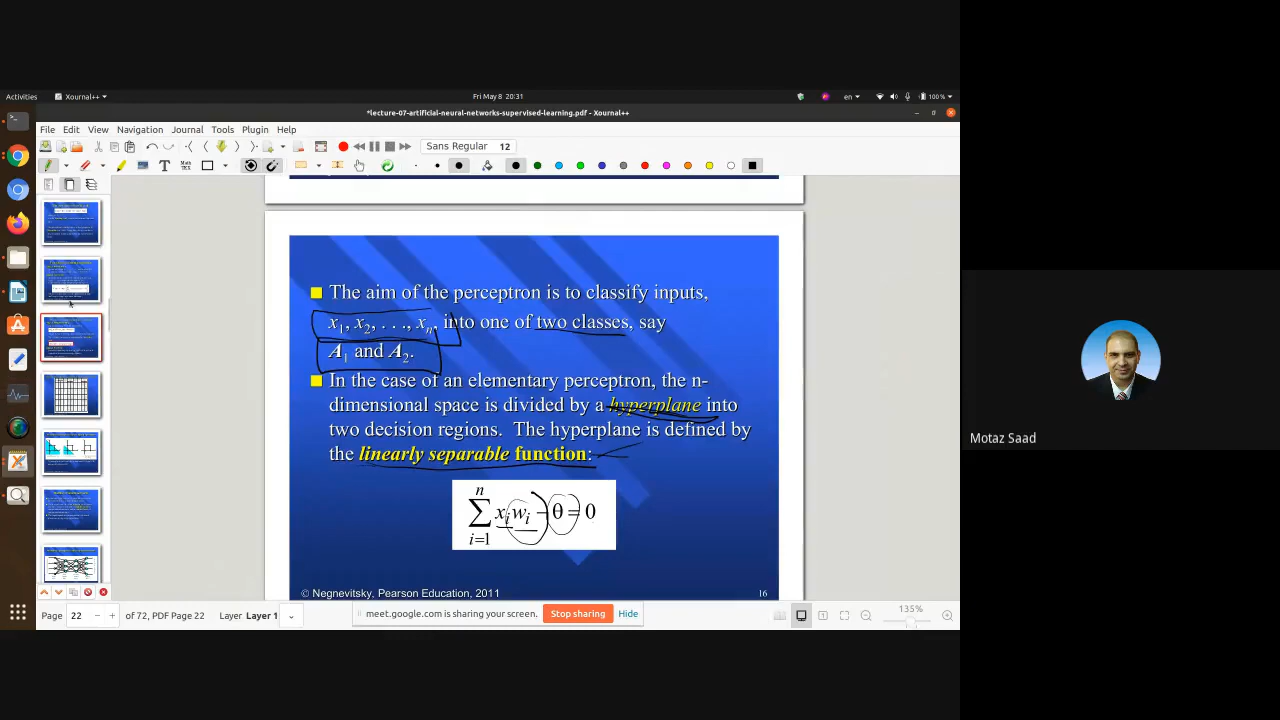 Activities
Xournal++
Fri May 8 20:31
en
100 %
*lecture-07-artificial-neural-networks-supervised-learning.pdf - Xournal++
File Edit View Navigation Journal Tools Plugin Help
Sans Regular 12
The aim of the perceptron is to classify inputs,
x1, x2, . . ., xn, into one of two classes, say
A1 and A2.
In the case of an elementary perceptron, the n-
dimensional space is divided by a hyperplane into
two decision regions. The hyperplane is defined by
the linearly separable function:
n
∑ xi wi − θ = 0
i=1
© Negnevitsky, Pearson Education, 2011
16
Page 22 − + of 72, PDF Page 22 Layer Layer 1
meet.google.com is sharing your screen. Stop sharing Hide
135%
Motaz Saad